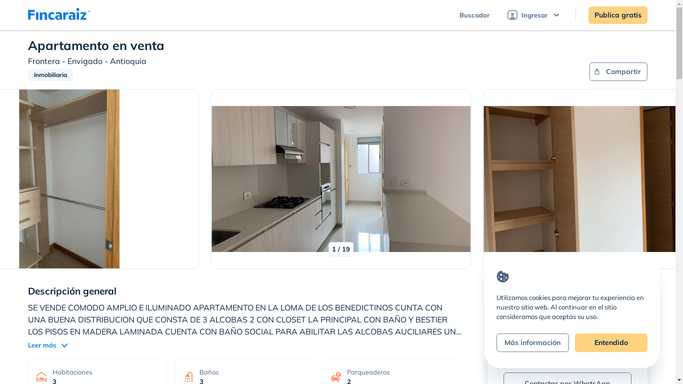 Fincaraiz
Buscador
Ingresar
Publica gratis
Apartamento en venta
Frontera - Envigado - Antioquia
Inmobiliaria
Compartir
1 / 19
Descripción general
SE VENDE COMODO AMPLIO E ILUMINADO APARTAMENTO EN LA LOMA DE LOS BENEDICTINOS CUNTA CON
UNA BUENA DISTRIBUCION QUE CONSTA DE 3 ALCOBAS 2 CON CLOSET LA PRINCIPAL CON BAÑO Y BESTIER
LOS PISOS EN MADERA LAMINADA CUENTA CON BAÑO SOCIAL PARA ABILITAR LAS ALCOBAS AUCILIARES UN...
Leer más
Habitaciones
3
Baños
3
Parqueaderos
2
Utilizamos cookies para mejorar tu experiencia en
nuestro sitio web. Al continuar en el sitio
consideramos que aceptas su uso.
Más información
Entendido
Contactar por WhatsApp